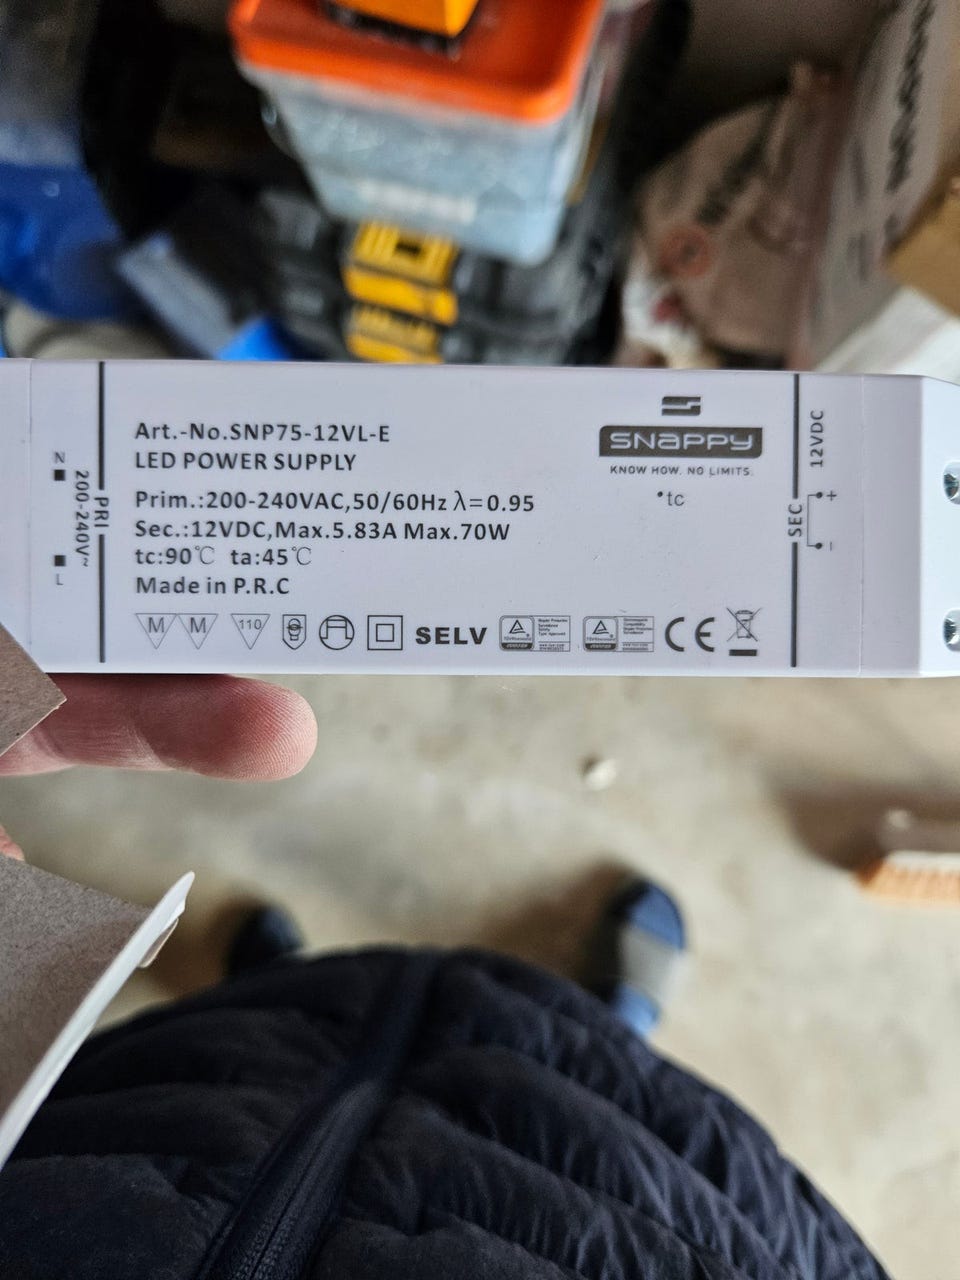 N
200-240V~
L
PRI
Art.-No.SNP75-12VL-E
LED POWER SUPPLY
Prim.:200-240VAC,50/60Hz λ=0.95
Sec.:12VDC,Max.5.83A Max.70W
tc:90℃ ta:45℃
Made in P.R.C
M M 110 SELV CE
SNAPPY
KNOW HOW. NO LIMITS.
•tc
SEC
12VDC
+
-